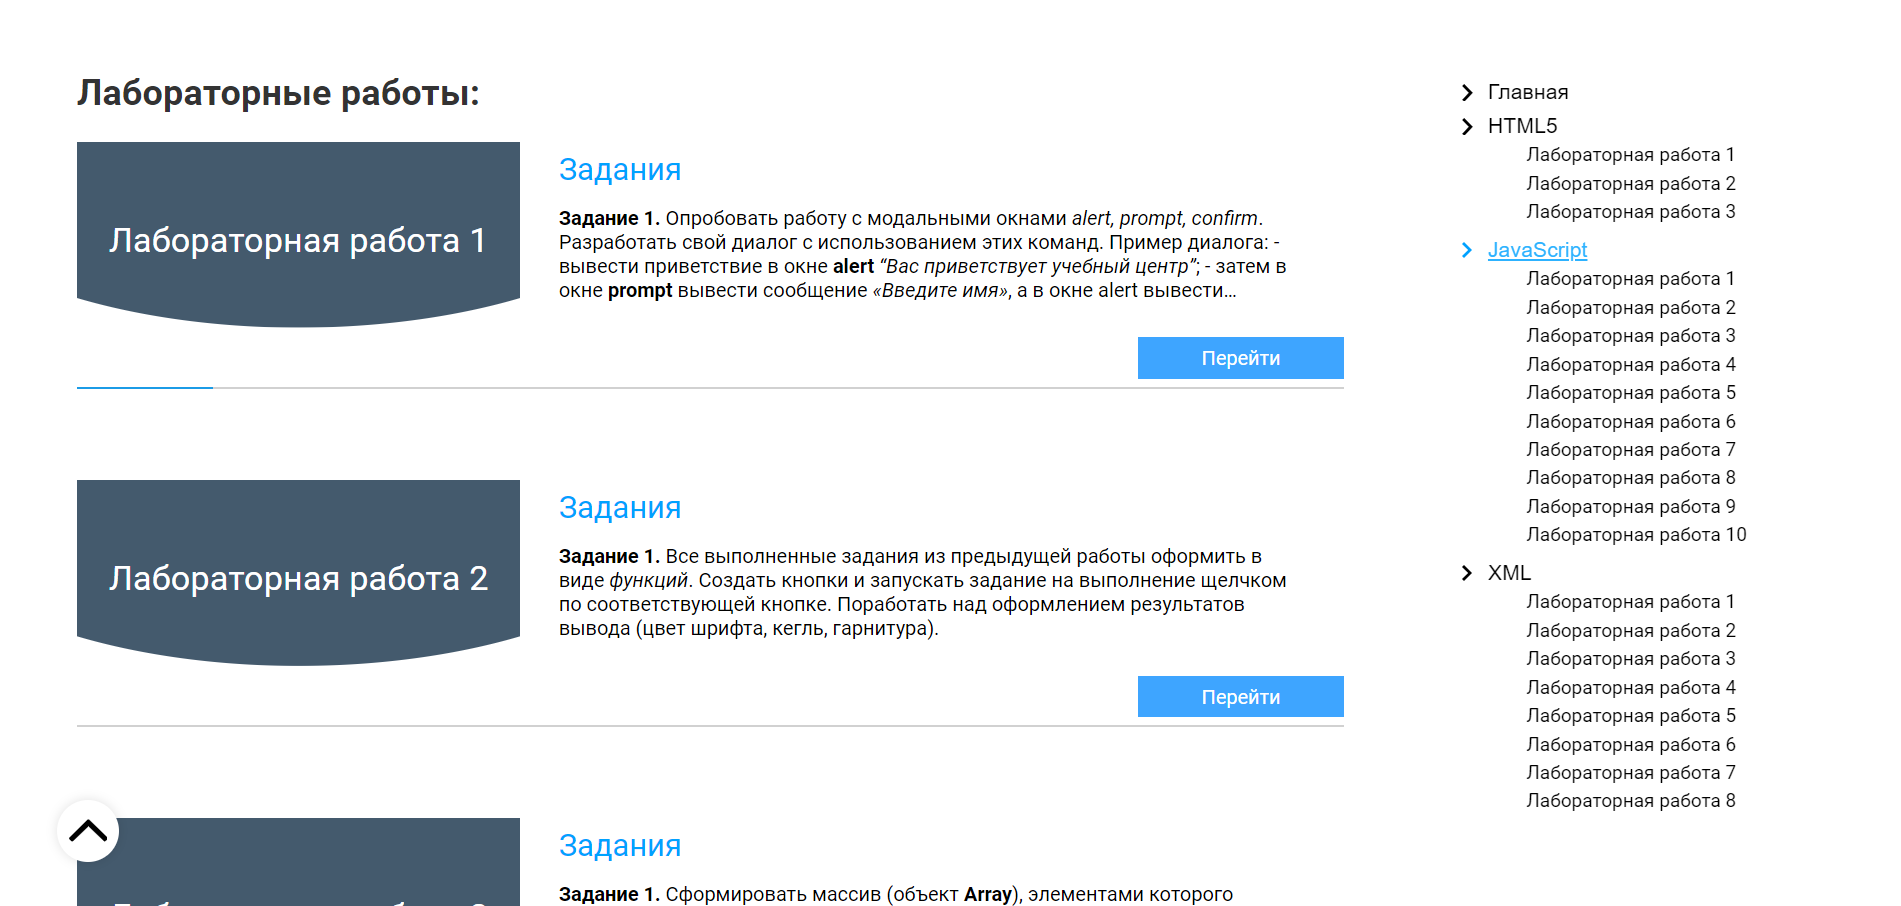 Лабораторные работы:
Лабораторная работа 1
Задания
Задание 1. Опробовать работу с модальными окнами alert, prompt, confirm.
Разработать свой диалог с использованием этих команд. Пример диалога: -
вывести приветствие в окне alert “Вас приветствует учебный центр”; - затем в
окне prompt вывести сообщение «Введите имя», а в окне alert вывести…
Перейти
Лабораторная работа 2
Задания
Задание 1. Все выполненные задания из предыдущей работы оформить в
виде функций. Создать кнопки и запускать задание на выполнение щелчком
по соответствующей кнопке. Поработать над оформлением результатов
вывода (цвет шрифта, кегль, гарнитура).
Перейти
Задания
Задание 1. Сформировать массив (объект Array), элементами которого
Главная
HTML5
Лабораторная работа 1
Лабораторная работа 2
Лабораторная работа 3
JavaScript
Лабораторная работа 1
Лабораторная работа 2
Лабораторная работа 3
Лабораторная работа 4
Лабораторная работа 5
Лабораторная работа 6
Лабораторная работа 7
Лабораторная работа 8
Лабораторная работа 9
Лабораторная работа 10
XML
Лабораторная работа 1
Лабораторная работа 2
Лабораторная работа 3
Лабораторная работа 4
Лабораторная работа 5
Лабораторная работа 6
Лабораторная работа 7
Лабораторная работа 8